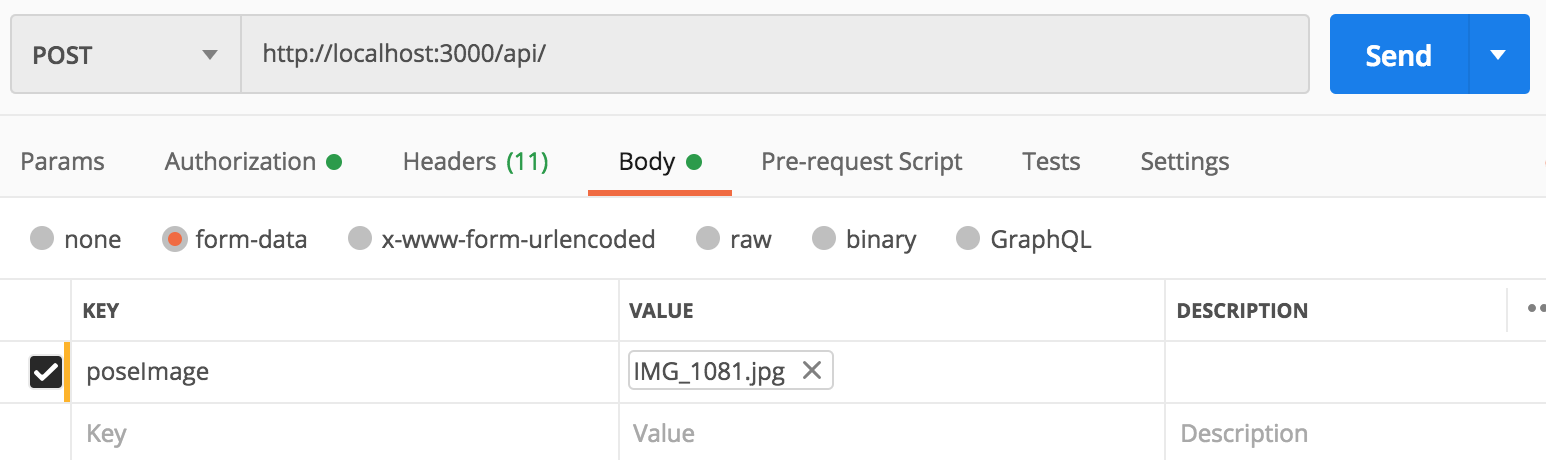 POST http://localhost:3000/api/ Send
Params Authorization Headers (11) Body Pre-request Script Tests Settings
none form-data x-www-form-urlencoded raw binary GraphQL
KEY VALUE DESCRIPTION
poseImage IMG_1081.jpg
Key Value Description